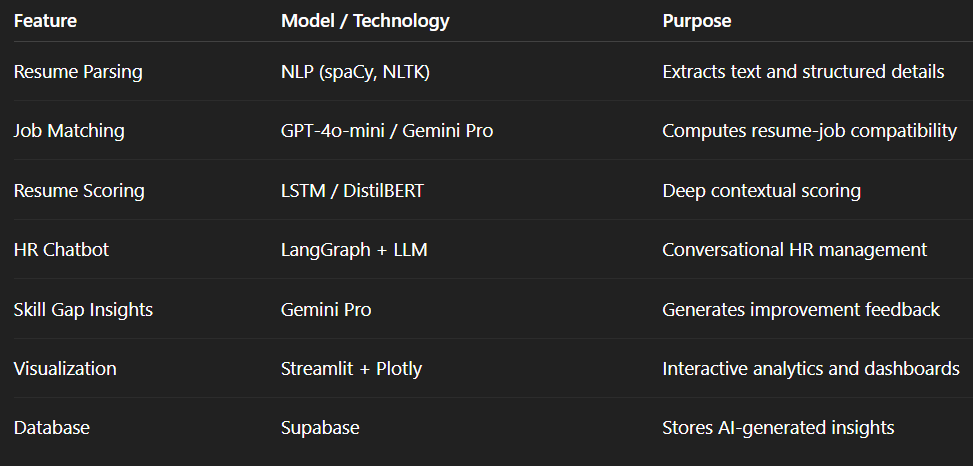 Feature Model / Technology Purpose
Resume Parsing NLP (spaCy, NLTK) Extracts text and structured details
Job Matching GPT-4o-mini / Gemini Pro Computes resume-job compatibility
Resume Scoring LSTM / DistilBERT Deep contextual scoring
HR Chatbot LangGraph + LLM Conversational HR management
Skill Gap Insights Gemini Pro Generates improvement feedback
Visualization Streamlit + Plotly Interactive analytics and dashboards
Database Supabase Stores AI-generated insights